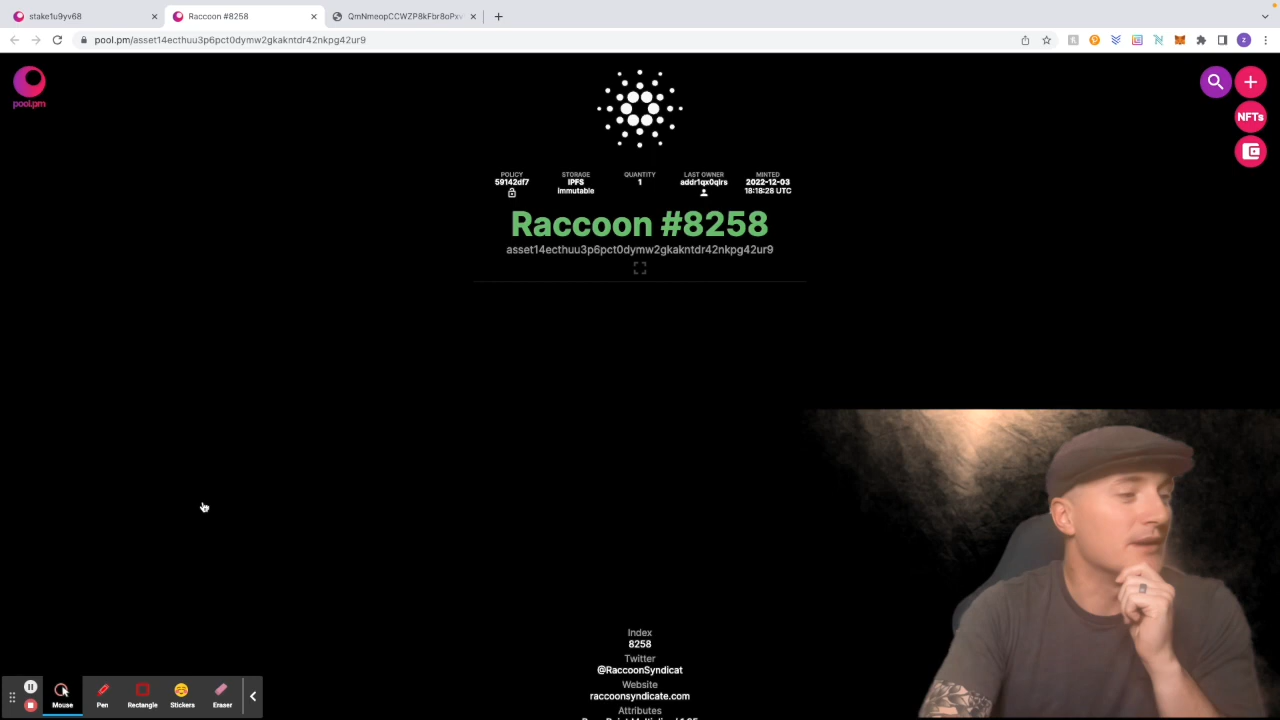 stake1u9yv68
Raccoon #8258
QmNmeopCCWZP8kFbr8oPxv
pool.pm/asset14ecthuu3p6pct0dymw2gkakntdr42nkpg42ur9
z
pool.pm
NFTs
POLICY
59142df7
STORAGE
IPFS
immutable
QUANTITY
1
LAST OWNER
addr1qx0qlrs
MINTED
2022-12-03
18:18:28 UTC
Raccoon #8258
asset14ecthuu3p6pct0dymw2gkakntdr42nkpg42ur9
Index
8258
Twitter
@RaccoonSyndicat
Website
raccoonsyndicate.com
Attributes
Mouse
Pen
Rectangle
Stickers
Eraser